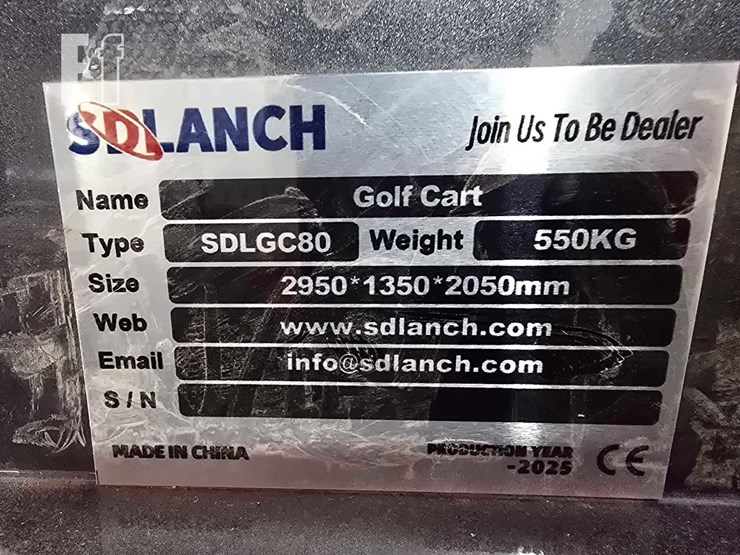 Ff
SDLANCH Join Us To Be Dealer
Name Golf Cart
Type SDLGC80 Weight 550KG
Size 2950*1350*2050mm
Web www.sdlanch.com
Email info@sdlanch.com
S/N
MADE IN CHINA PRODUCTION YEAR
-2025 CE